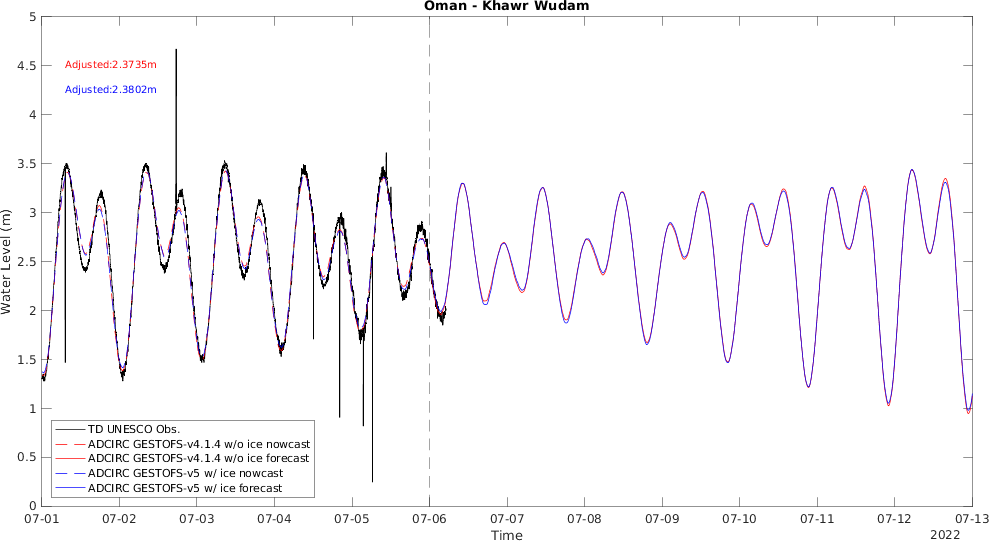 Oman - Khawr Wudam
Adjusted:2.3735m
Adjusted:2.3802m
Water Level (m)
5
4.5
4
3.5
3
2.5
2
1.5
1
0.5
0
TD UNESCO Obs.
ADCIRC GESTOFS-v4.1.4 w/o ice nowcast
ADCIRC GESTOFS-v4.1.4 w/o ice forecast
ADCIRC GESTOFS-v5 w/ ice nowcast
ADCIRC GESTOFS-v5 w/ ice forecast
07-01 07-02 07-03 07-04 07-05 07-06 07-07 07-08 07-09 07-10 07-11 07-12 07-13
Time
2022